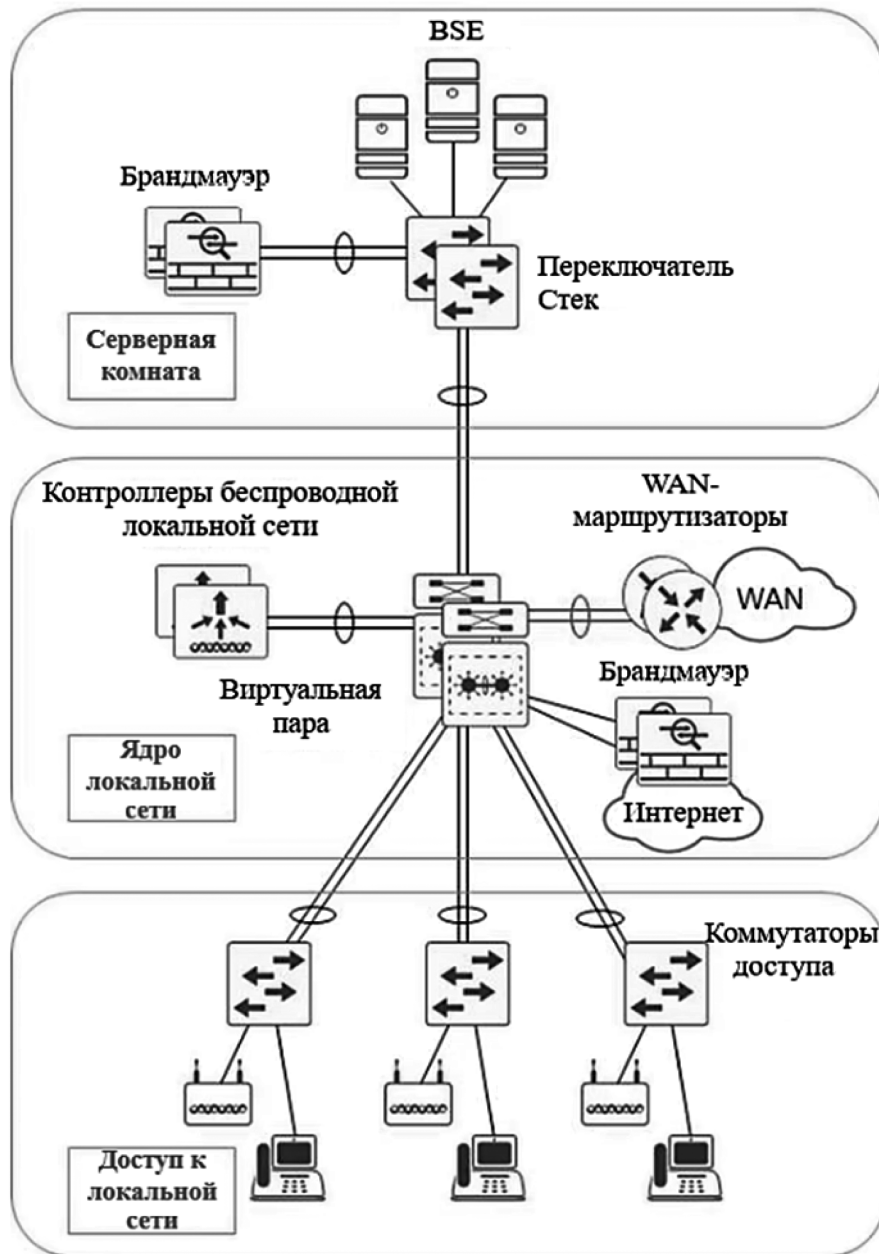 BSE
Брандмауэр
Переключатель
Стек
Серверная
комната
Контроллеры беспроводной
локальной сети
WAN-
маршрутизаторы
WAN
Виртуальная
пара
Брандмауэр
Интернет
Ядро
локальной
сети
Коммутаторы
доступа
Доступ к
локальной
сети